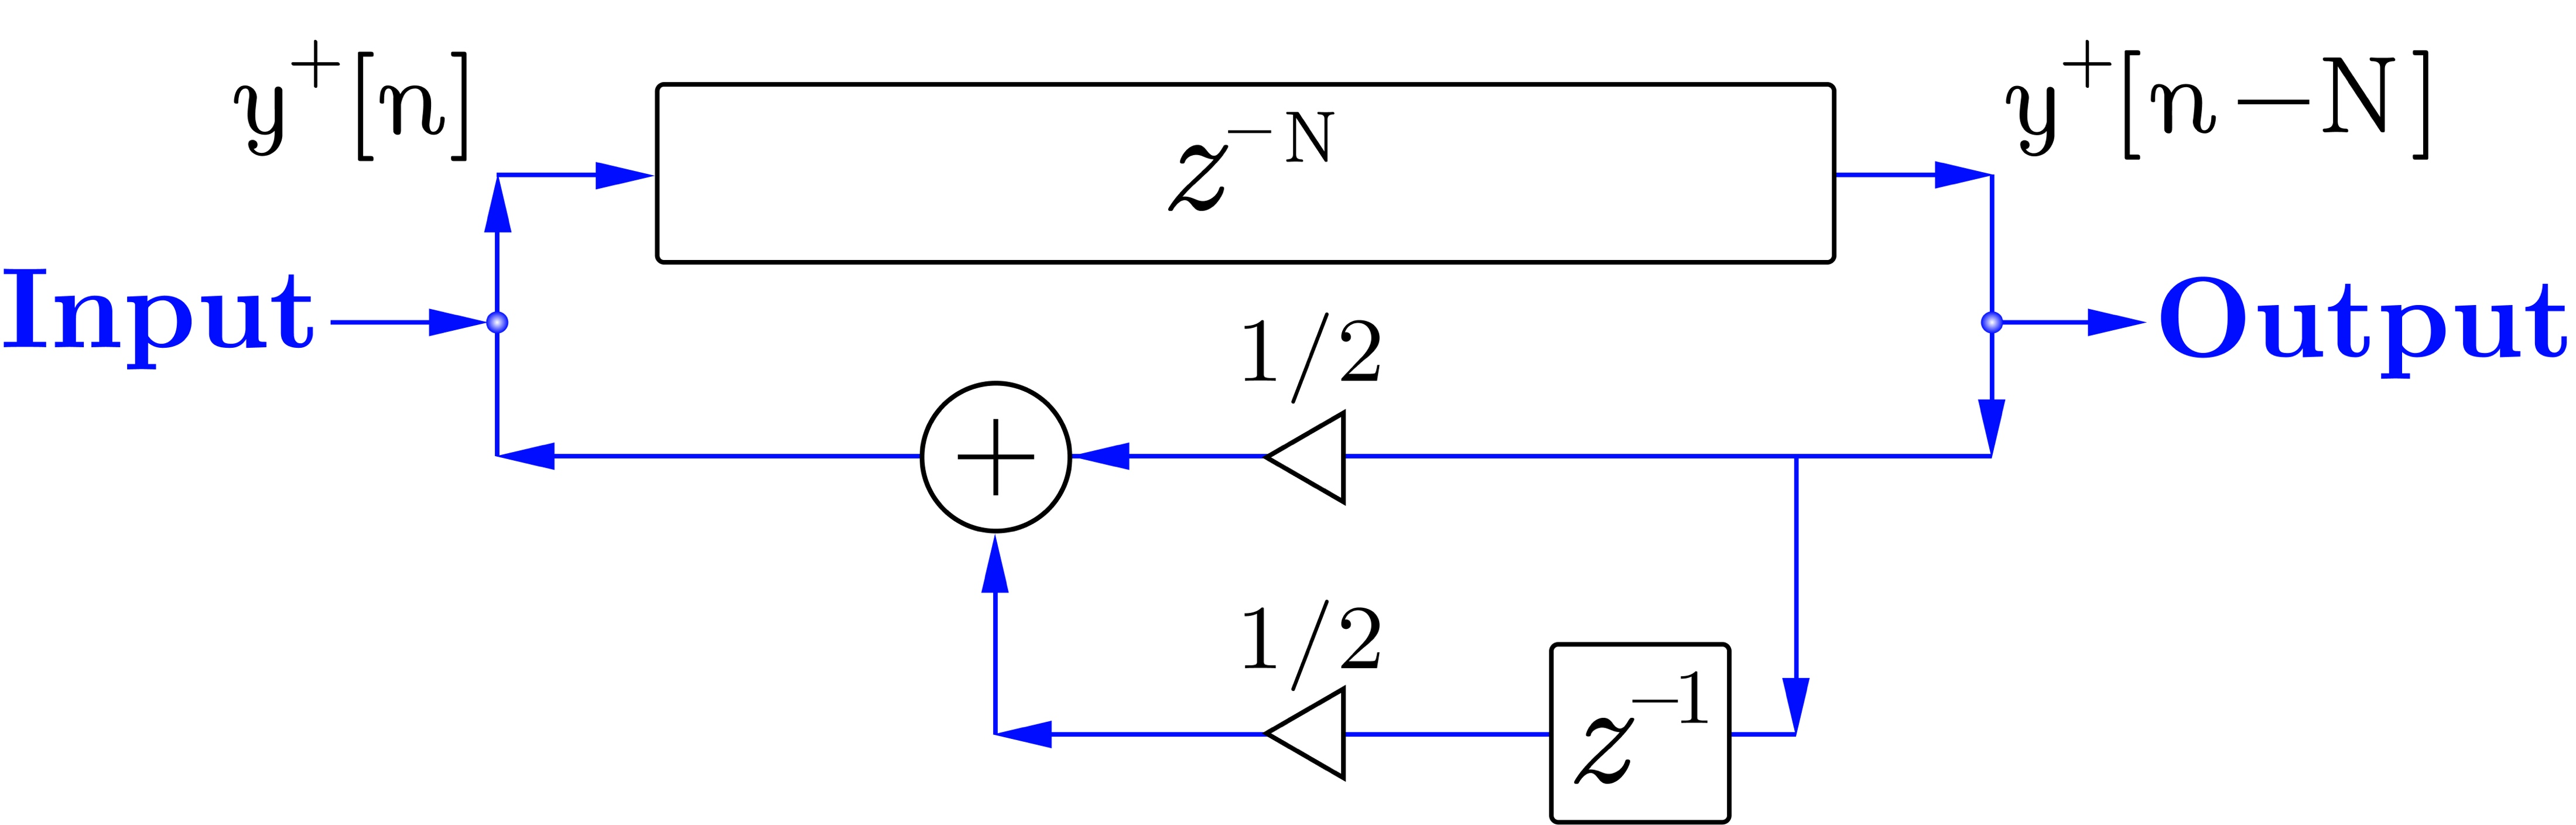 y⁺[n]
y⁺[n−N]
z⁻ᴺ
Input
Output
1/2
+
1/2
z⁻¹